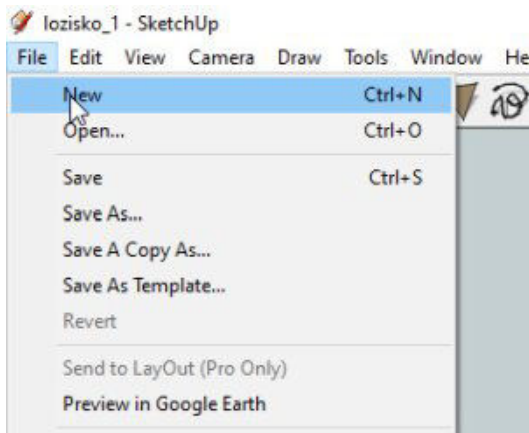 lozisko_1 - SketchUp
File Edit View Camera Draw Tools Window He
New Ctrl+N
Open... Ctrl+O
Save Ctrl+S
Save As...
Save A Copy As...
Save As Template...
Revert
Send to LayOut (Pro Only)
Preview in Google Earth